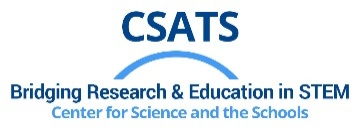 CSATS
Bridging Research & Education in STEM
Center for Science and the Schools